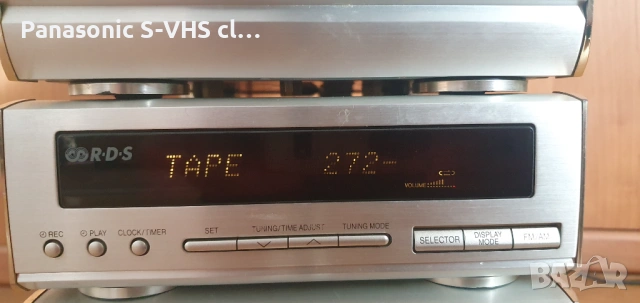 Panasonic S-VHS cl...
R·D·S
TAPE 272-
VOLUME
REC PLAY CLOCK/TIMER SET TUNING/TIME ADJUST TUNING MODE
SELECTOR DISPLAY MODE FM/AM
bazar